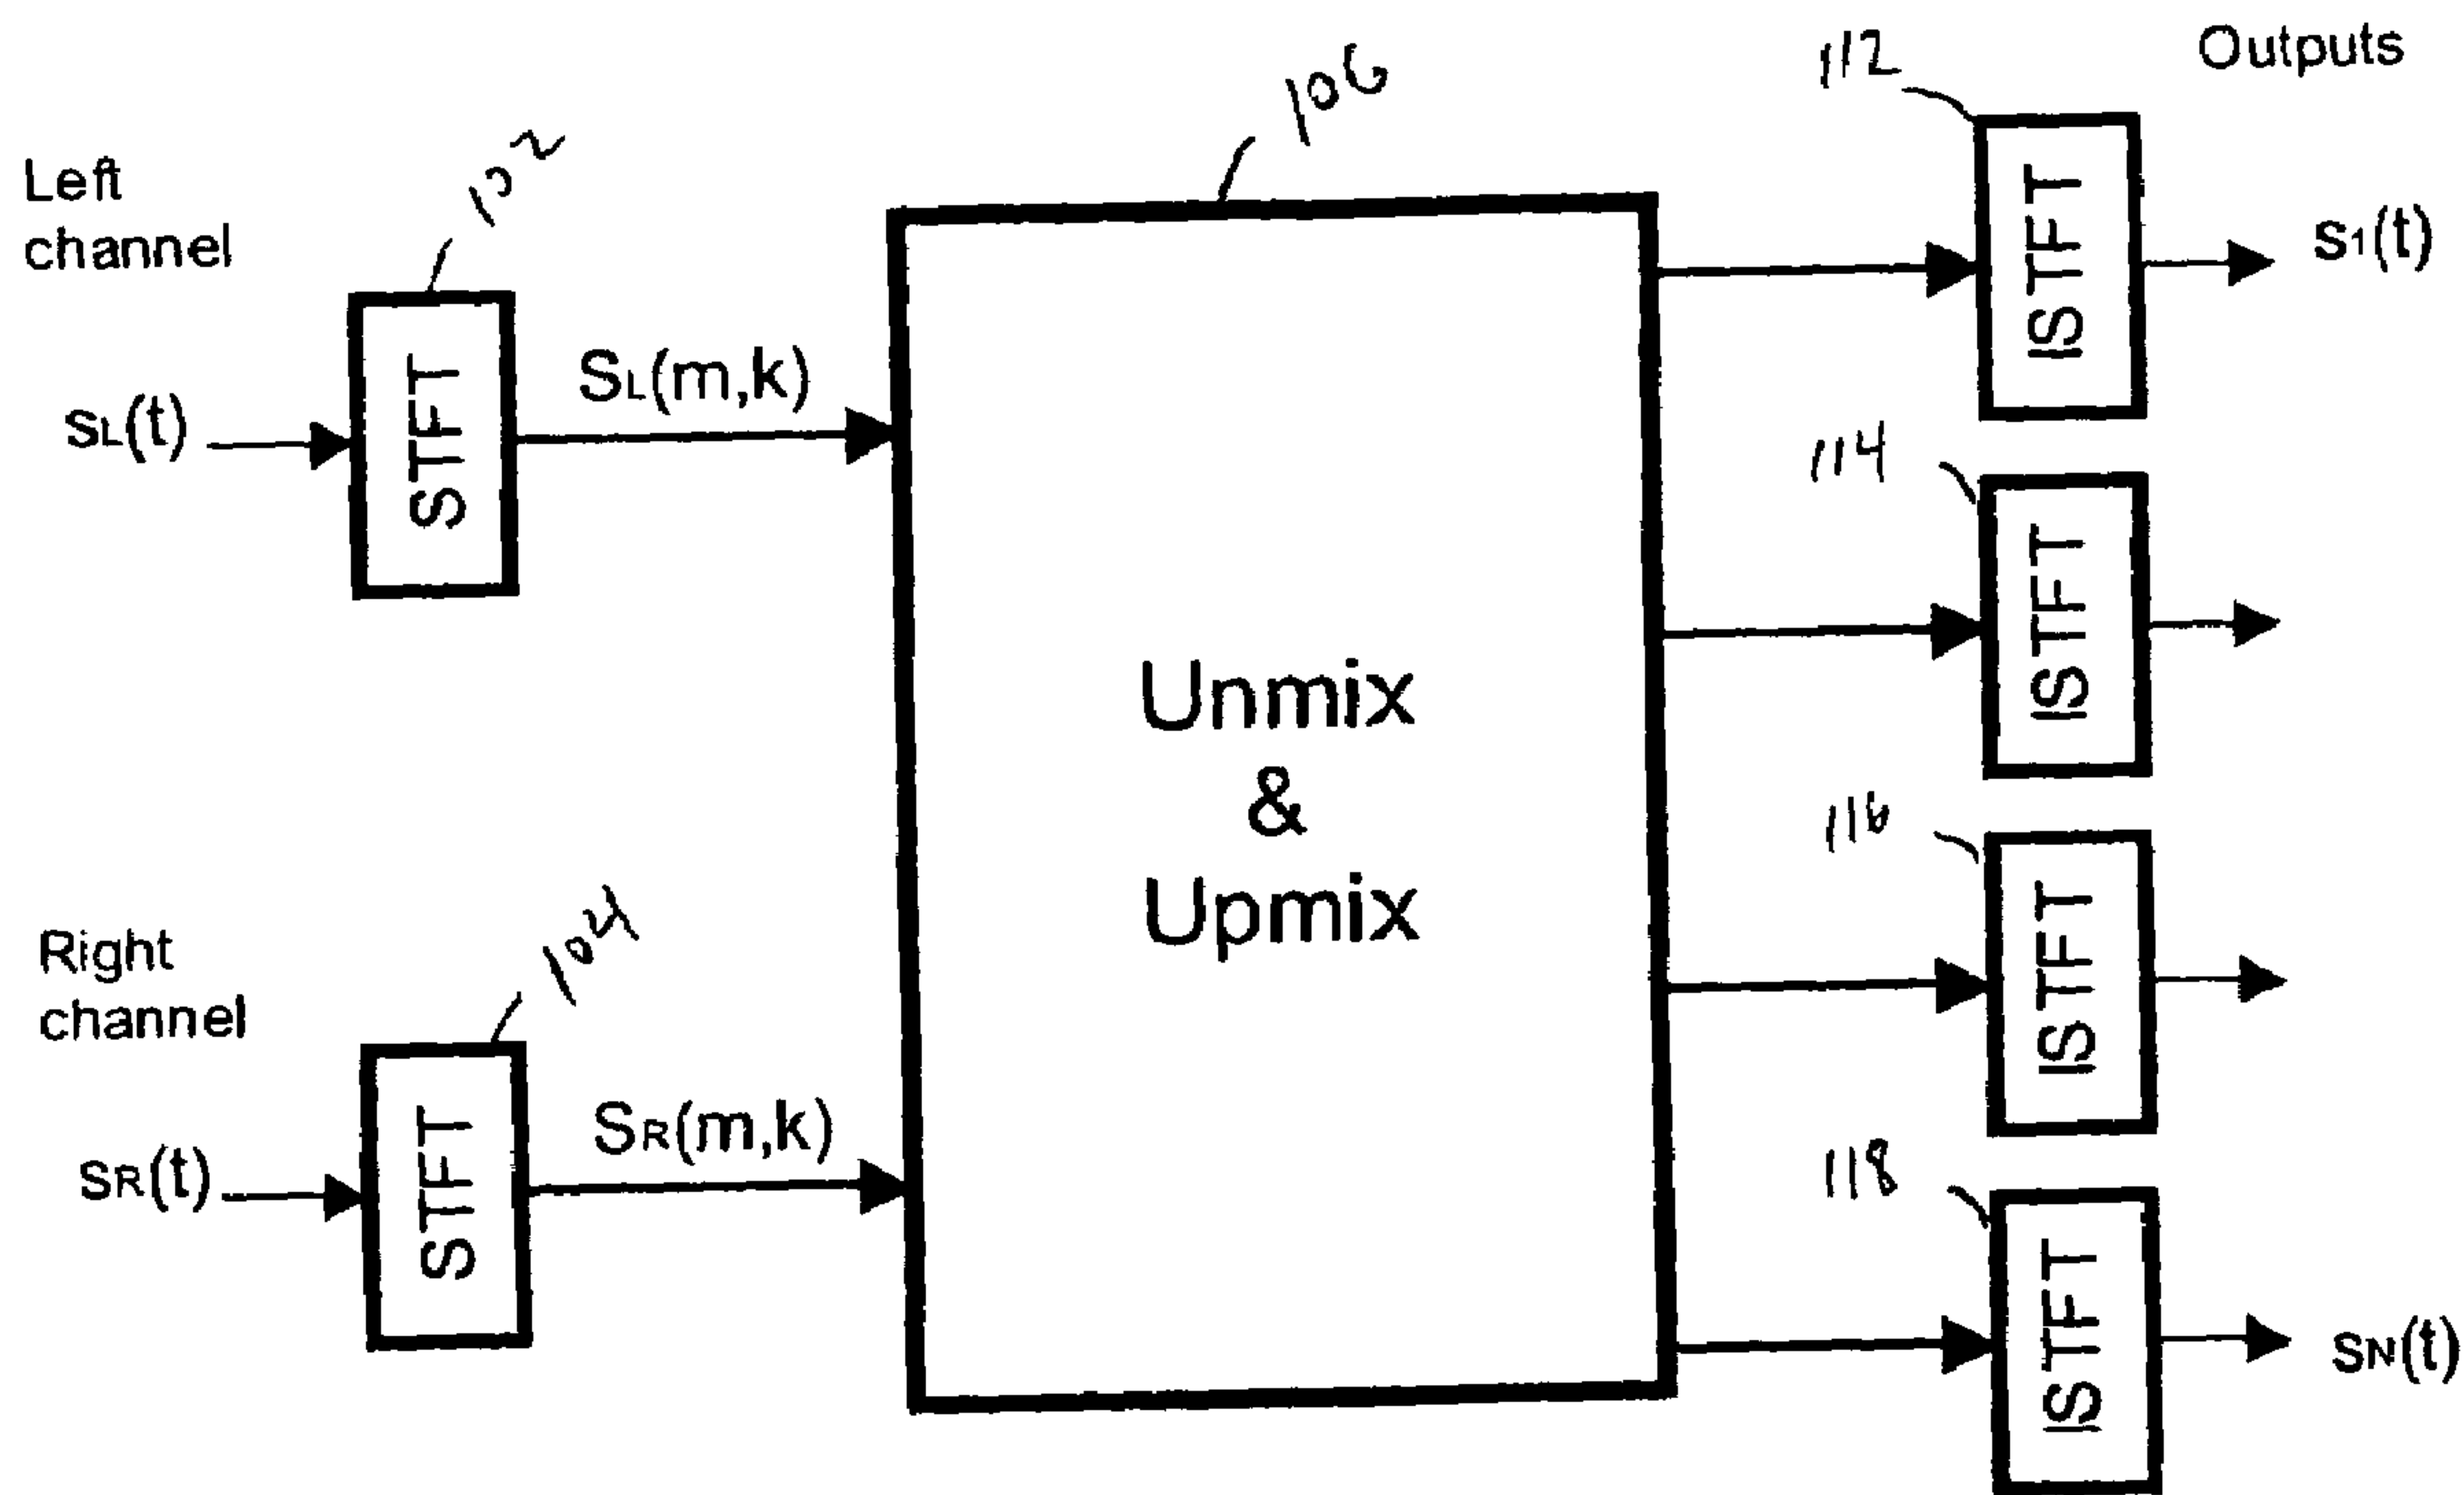 Outputs
112
106
102
Left
channel
ISTFT
S1(t)
STFT
SL(m,k)
SL(t)
114
ISTFT
Unmix
&
Upmix
116
ISTFT
104
Right
channel
STFT
SR(m,k)
SR(t)
118
ISTFT
SN(t)